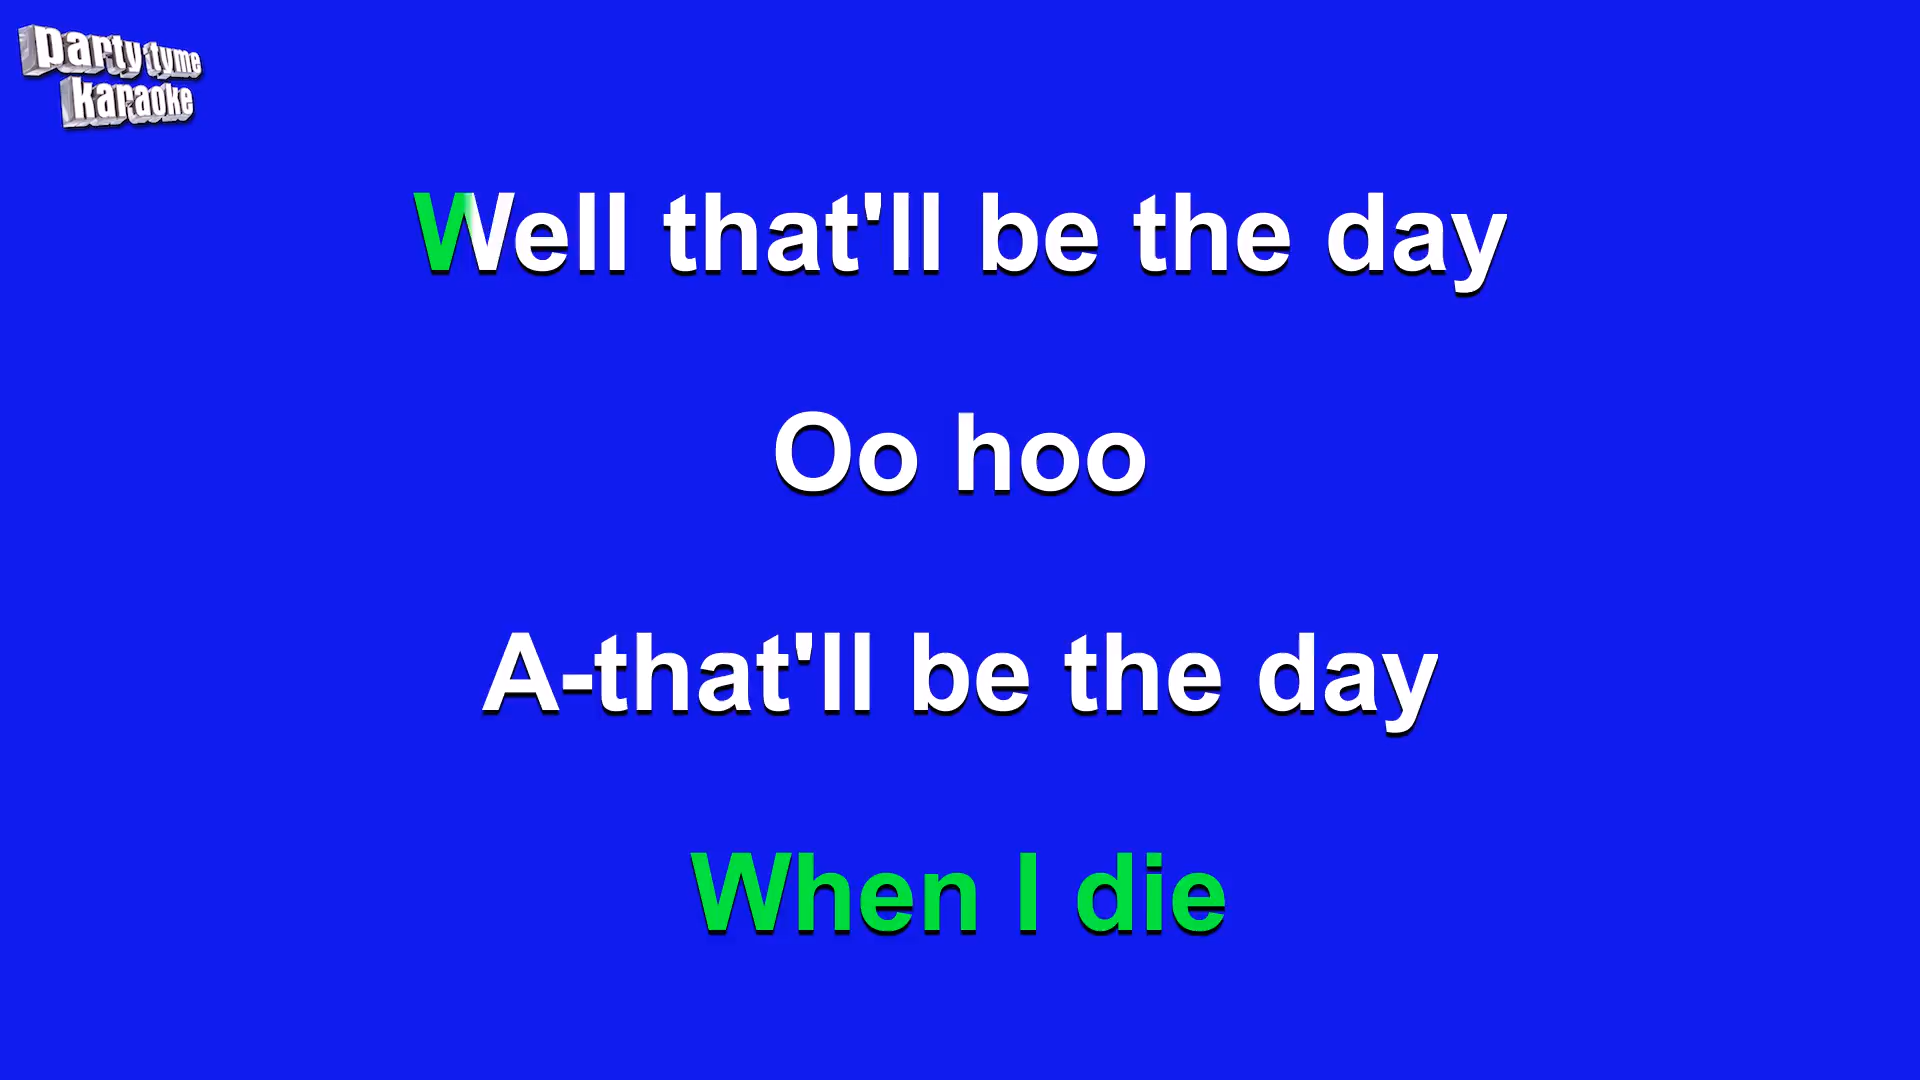 party tyme
karaoke
Well that'll be the day
Oo hoo
A-that'll be the day
When I die